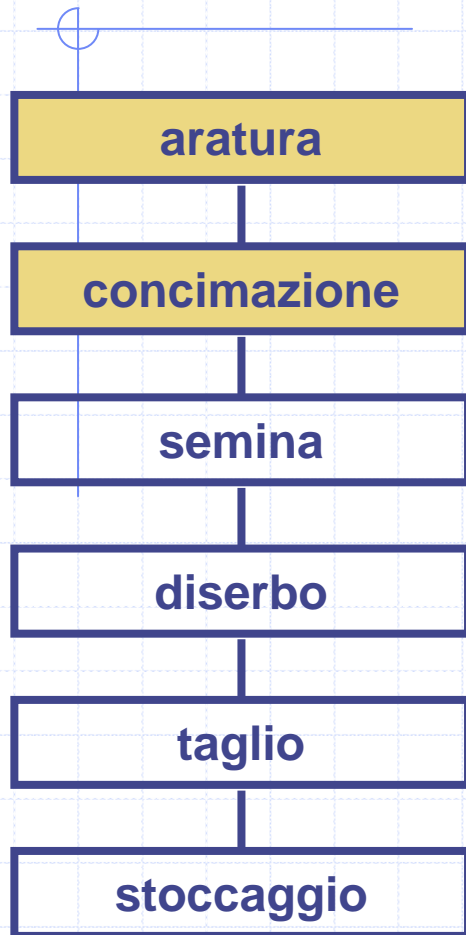 aratura
concimazione
semina
diserbo
taglio
stoccaggio